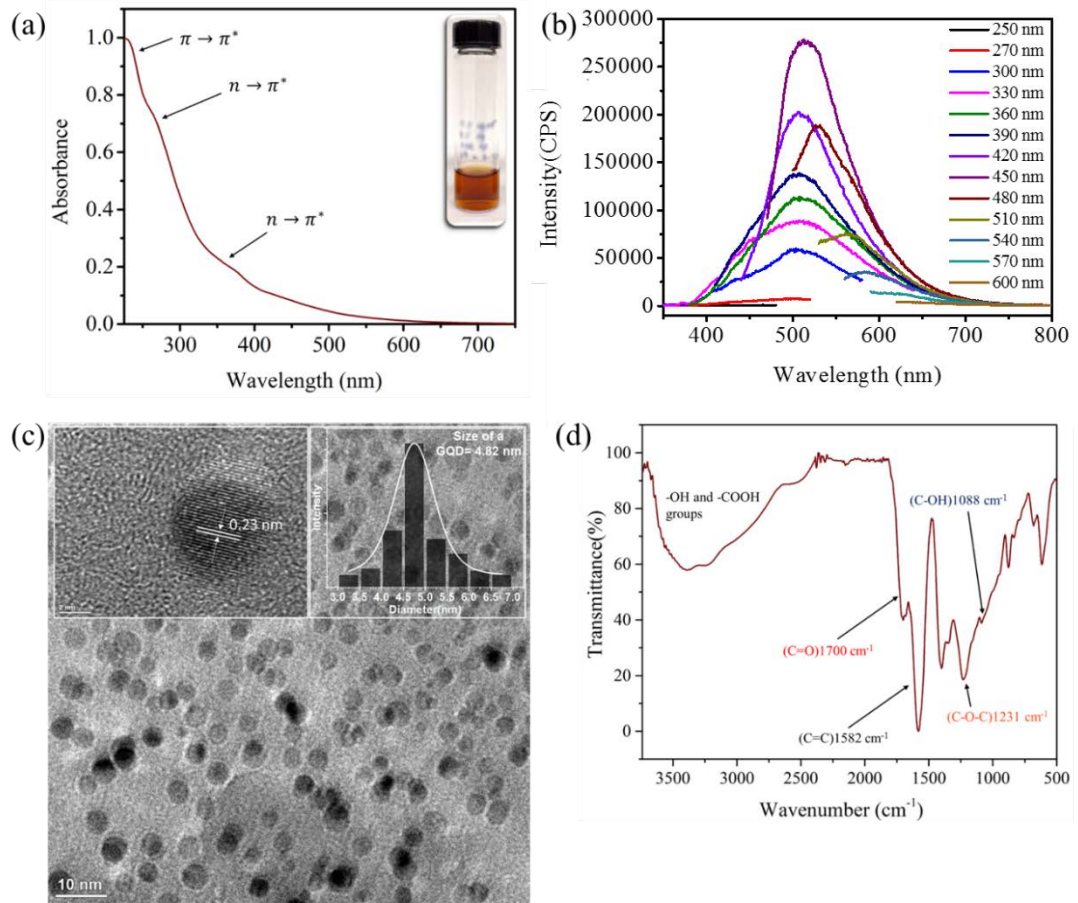 (a)
1.0
0.8
0.6
0.4
0.2
0.0
Absorbance
π → π*
n → π*
n → π*
300
400
500
600
700
Wavelength (nm)
(b)
300000
250000
200000
150000
100000
50000
0
Intensity(CPS)
250 nm
270 nm
300 nm
330 nm
360 nm
390 nm
420 nm
450 nm
480 nm
510 nm
540 nm
570 nm
600 nm
400
500
600
700
800
Wavelength (nm)
(c)
0.23 nm
Size of a
GQD= 4.82 nm
Intensity
3.0 3.5 4.0 4.5 5.0 5.5 6.0 6.5 7.0
Diameter(nm)
10 nm
(d)
100
80
60
40
20
0
Transmittance(%)
-OH and -COOH
groups
(C-OH)1088 cm-1
(C=O)1700 cm-1
(C-O-C)1231 cm-1
(C=C)1582 cm-1
3500
3000
2500
2000
1500
1000
500
Wavenumber (cm-1)